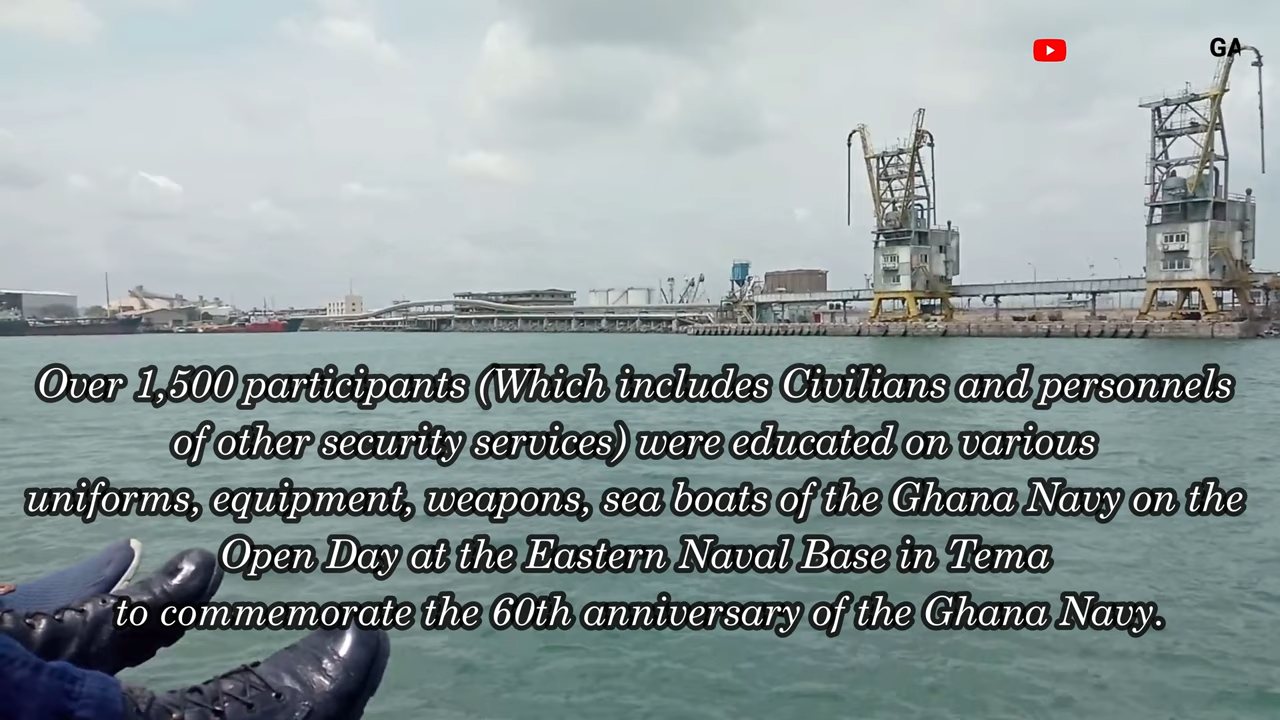 GA
Over 1,500 participants (Which includes Civilians and personnels
of other security services) were educated on various
uniforms, equipment, weapons, sea boats of the Ghana Navy on the
Open Day at the Eastern Naval Base in Tema
to commemorate the 60th anniversary of the Ghana Navy.